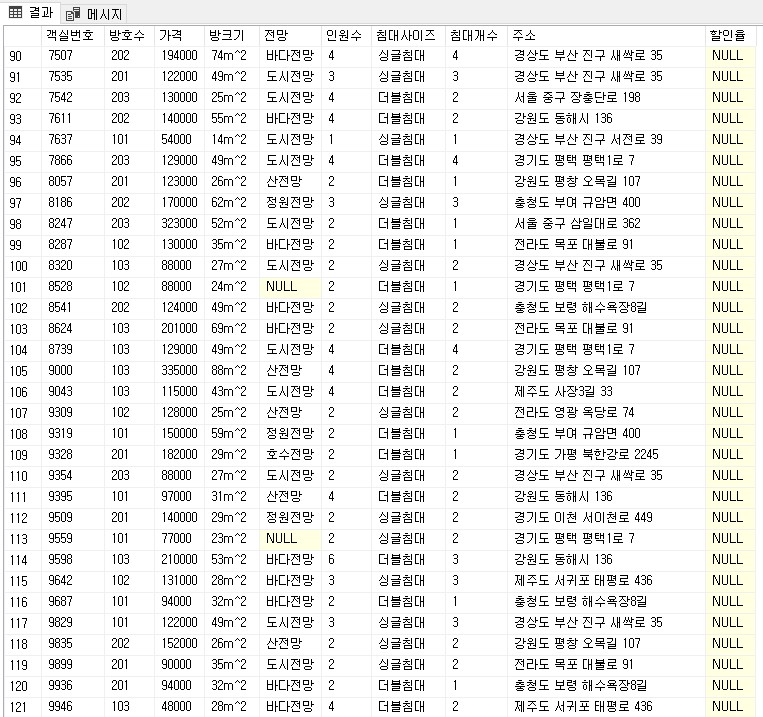 결과 메시지
객실번호 방호수 가격 방크기 전망 인원수 침대사이즈 침대개수 주소 할인율
90 7507 202 194000 74m^2 바다전망 4 싱글침대 4 경상도 부산 진구 새싹로 35 NULL
91 7535 201 122000 49m^2 도시전망 3 싱글침대 3 경상도 부산 진구 새싹로 35 NULL
92 7542 203 130000 25m^2 도시전망 4 더블침대 2 서울 중구 장충단로 198 NULL
93 7611 202 140000 55m^2 바다전망 4 더블침대 2 강원도 동해시 136 NULL
94 7637 101 54000 14m^2 도시전망 1 싱글침대 1 경상도 부산 진구 서전로 39 NULL
95 7866 203 129000 49m^2 도시전망 4 더블침대 4 경기도 평택 평택1로 7 NULL
96 8057 201 123000 26m^2 산전망 2 더블침대 1 강원도 평창 오목길 107 NULL
97 8186 202 170000 62m^2 정원전망 3 싱글침대 3 충청도 부여 규암면 400 NULL
98 8247 203 323000 52m^2 도시전망 2 더블침대 1 서울 중구 삼일대로 362 NULL
99 8287 102 130000 35m^2 바다전망 2 더블침대 1 전라도 목포 대불로 91 NULL
100 8320 103 88000 27m^2 도시전망 2 싱글침대 2 경상도 부산 진구 새싹로 35 NULL
101 8528 102 88000 24m^2 NULL 2 더블침대 1 경기도 평택 평택1로 7 NULL
102 8541 202 124000 49m^2 바다전망 2 싱글침대 2 충청도 보령 해수욕장8길 NULL
103 8624 103 201000 69m^2 바다전망 2 싱글침대 2 전라도 목포 대불로 91 NULL
104 8739 103 129000 49m^2 도시전망 4 더블침대 4 경기도 평택 평택1로 7 NULL
105 9000 103 335000 88m^2 산전망 4 더블침대 2 강원도 평창 오목길 107 NULL
106 9043 103 115000 43m^2 도시전망 4 더블침대 2 제주도 사장3길 33 NULL
107 9309 102 128000 25m^2 산전망 2 싱글침대 2 전라도 영광 옥당로 74 NULL
108 9319 101 150000 59m^2 정원전망 2 더블침대 1 충청도 부여 규암면 400 NULL
109 9328 201 182000 29m^2 호수전망 2 더블침대 1 경기도 가평 북한강로 2245 NULL
110 9354 203 88000 27m^2 도시전망 2 싱글침대 2 경상도 부산 진구 새싹로 35 NULL
111 9395 101 97000 31m^2 산전망 4 더블침대 2 강원도 동해시 136 NULL
112 9509 201 140000 29m^2 정원전망 2 싱글침대 2 경기도 이천 서이천로 449 NULL
113 9559 101 77000 23m^2 NULL 2 싱글침대 2 경기도 평택 평택1로 7 NULL
114 9598 103 210000 53m^2 바다전망 6 더블침대 3 강원도 동해시 136 NULL
115 9642 102 131000 28m^2 바다전망 3 싱글침대 3 제주도 서귀포 태평로 436 NULL
116 9687 101 94000 32m^2 바다전망 2 더블침대 1 충청도 보령 해수욕장8길 NULL
117 9829 101 122000 49m^2 도시전망 3 싱글침대 3 경상도 부산 진구 새싹로 35 NULL
118 9835 202 152000 26m^2 산전망 2 싱글침대 2 강원도 평창 오목길 107 NULL
119 9899 201 90000 35m^2 도시전망 2 싱글침대 2 전라도 목포 대불로 91 NULL
120 9936 201 94000 32m^2 바다전망 2 더블침대 1 충청도 보령 해수욕장8길 NULL
121 9946 103 48000 28m^2 바다전망 4 더블침대 2 제주도 서귀포 태평로 436 NULL